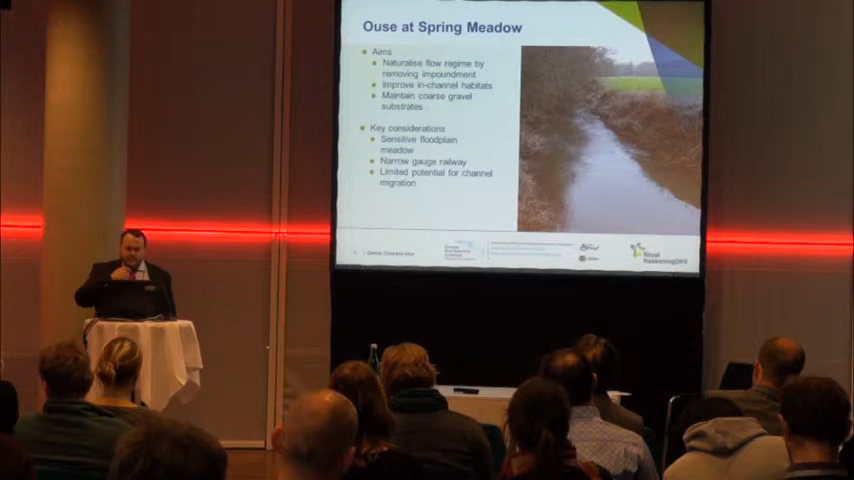 Ouse at Spring Meadow
Aims
Naturalise flow regime by
removing impoundment
Improve in-channel habitats
Maintain coarse gravel
substrates
Key considerations
Sensitive floodplain
meadow
Narrow gauge railway
Limited potential for channel
migration
Royal
HaskoningDHV